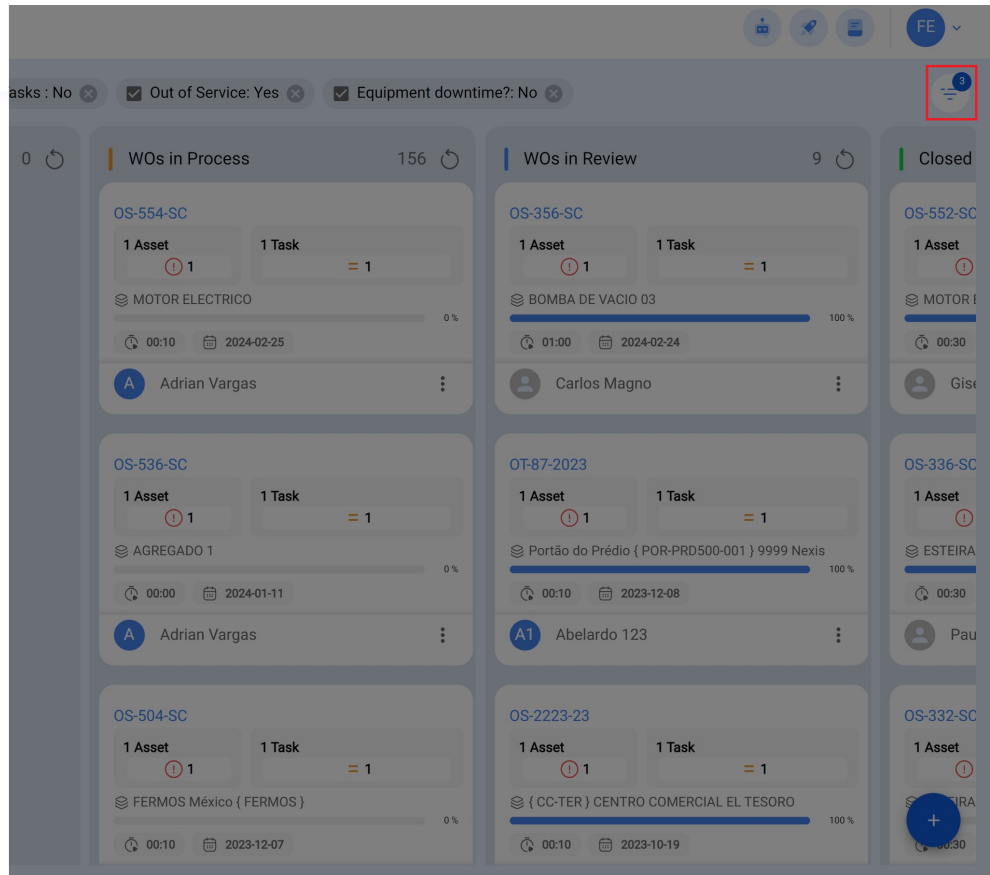 FE
3
asks : No
Out of Service: Yes
Equipment downtime?: No
0
WOs in Process
156
OS-554-SC
1 Asset
1 Task
1
1
MOTOR ELECTRICO
0 %
00:10
2024-02-25
A
Adrian Vargas
OS-536-SC
1 Asset
1 Task
1
1
AGREGADO 1
0 %
00:00
2024-01-11
A
Adrian Vargas
OS-504-SC
1 Asset
1 Task
1
1
FERMOS México { FERMOS }
0 %
00:10
2023-12-07
WOs in Review
9
OS-356-SC
1 Asset
1 Task
1
1
BOMBA DE VACIO 03
100 %
01:00
2024-02-24
Carlos Magno
OT-87-2023
1 Asset
1 Task
1
1
Portão do Prédio { POR-PRD500-001 } 9999 Nexis
100 %
00:10
2023-12-08
A1
Abelardo 123
OS-2223-23
1 Asset
1 Task
1
1
{ CC-TER } CENTRO COMERCIAL EL TESORO
100 %
00:10
2023-10-19
Closed
OS-552-SC
1 Asset
MOTOR E
00:30
Gise
OS-336-SC
1 Asset
ESTEIRA
00:30
Pau
OS-332-SC
1 Asset
EIRA
00:30
+